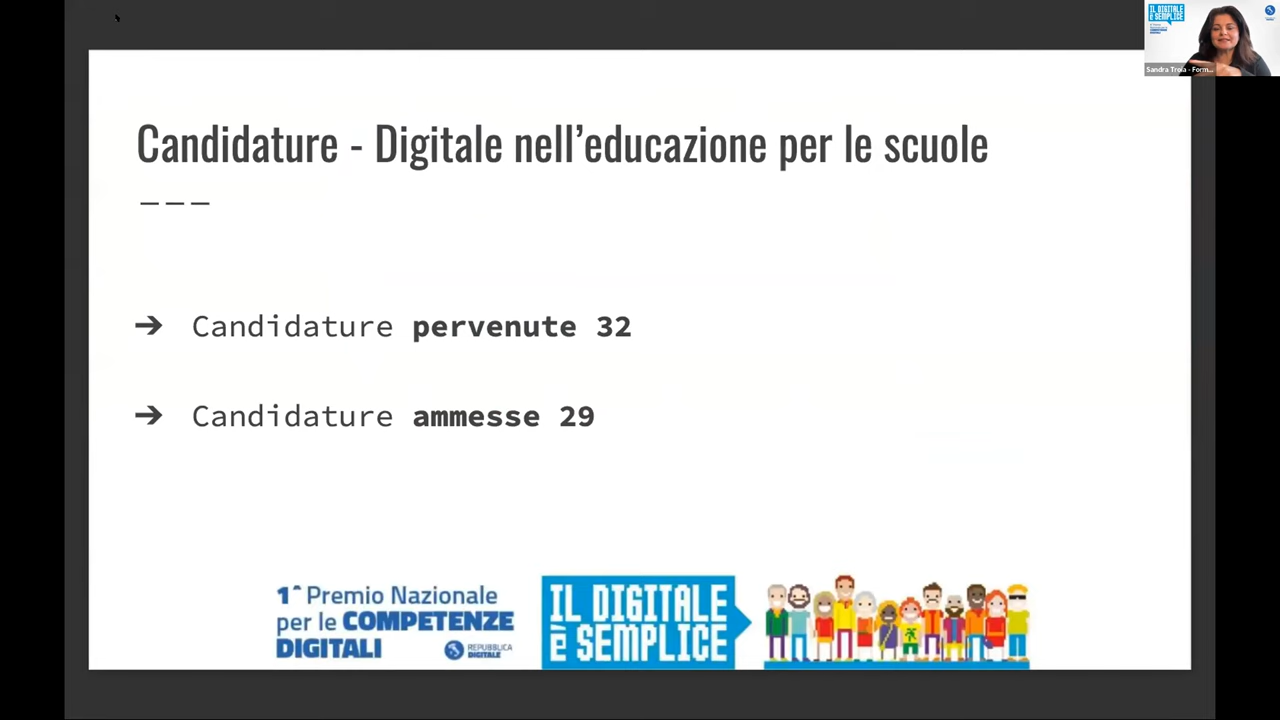 IL DIGITALE
È SEMPLICE
Sandra Troia - Form...
Candidature - Digitale nell’educazione per le scuole
➔ Candidature pervenute 32
➔ Candidature ammesse 29
1^ Premio Nazionale
per le COMPETENZE
DIGITALI
REPUBBLICA
DIGITALE
IL DIGITALE
È SEMPLICE